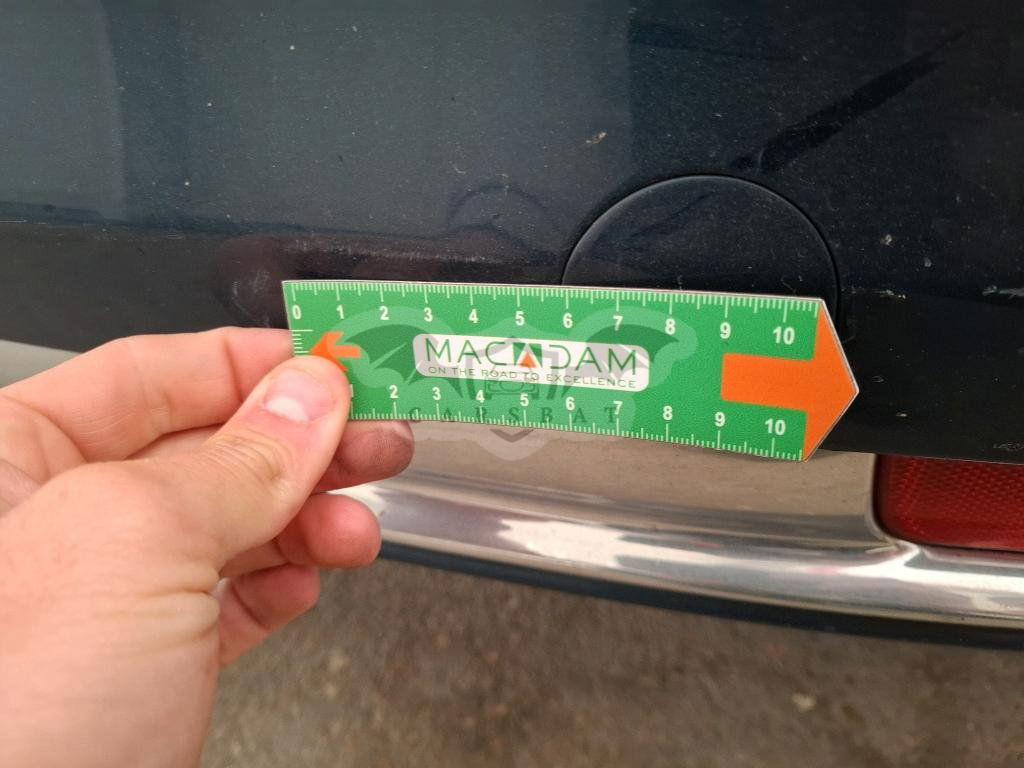 0 1 2 3 4 5 6 7 8 9 10
MACADAM
ON THE ROAD TO EXCELLENCE
CARSBAT
1 2 3 4 5 6 7 8 9 10